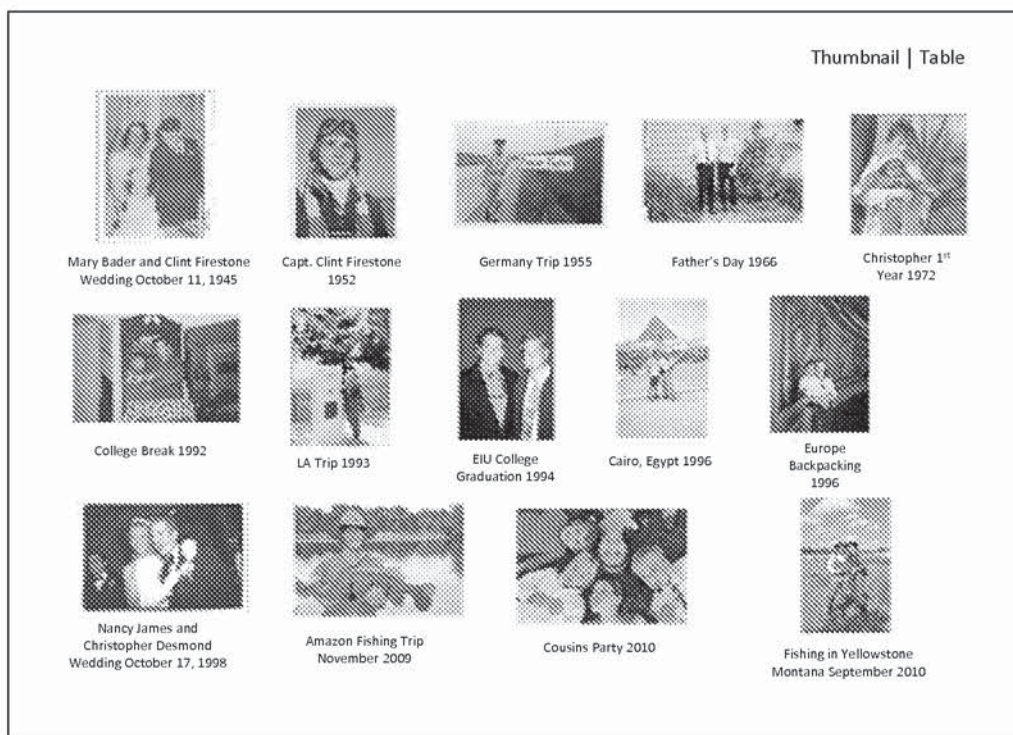 Thumbnail | Table
Mary Bader and Clint Firestone
Wedding October 11, 1945
Capt. Clint Firestone
1952
Germany Trip 1955
Father's Day 1966
Christopher 1st
Year 1972
College Break 1992
LA Trip 1993
EIU College
Graduation 1994
Cairo, Egypt 1996
Europe
Backpacking
1996
Nancy James and
Christopher Desmond
Wedding October 17, 1998
Amazon Fishing Trip
November 2009
Cousins Party 2010
Fishing in Yellowstone
Montana September 2010